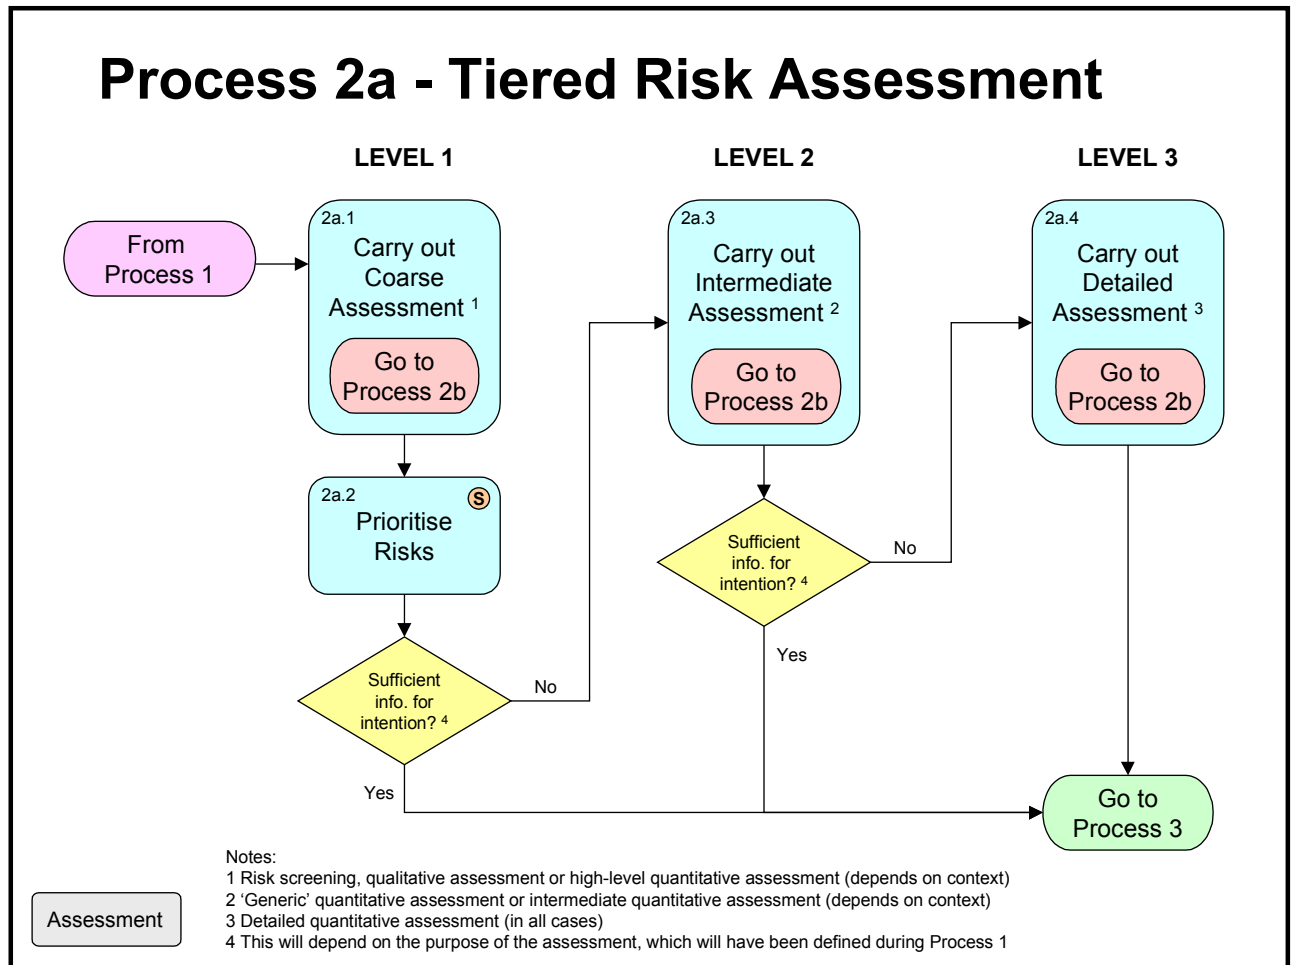 Process 2a - Tiered Risk Assessment
LEVEL 1
LEVEL 2
LEVEL 3
From
Process 1
2a.1
Carry out
Coarse
Assessment 1
Go to
Process 2b
2a.3
Carry out
Intermediate
Assessment 2
Go to
Process 2b
2a.4
Carry out
Detailed
Assessment 3
Go to
Process 2b
2a.2
S
Prioritise
Risks
Sufficient
info. for
intention? 4
No
Yes
Sufficient
info. for
intention? 4
No
Yes
Go to
Process 3
Notes:
1 Risk screening, qualitative assessment or high-level quantitative assessment (depends on context)
2 ‘Generic’ quantitative assessment or intermediate quantitative assessment (depends on context)
3 Detailed quantitative assessment (in all cases)
4 This will depend on the purpose of the assessment, which will have been defined during Process 1
Assessment